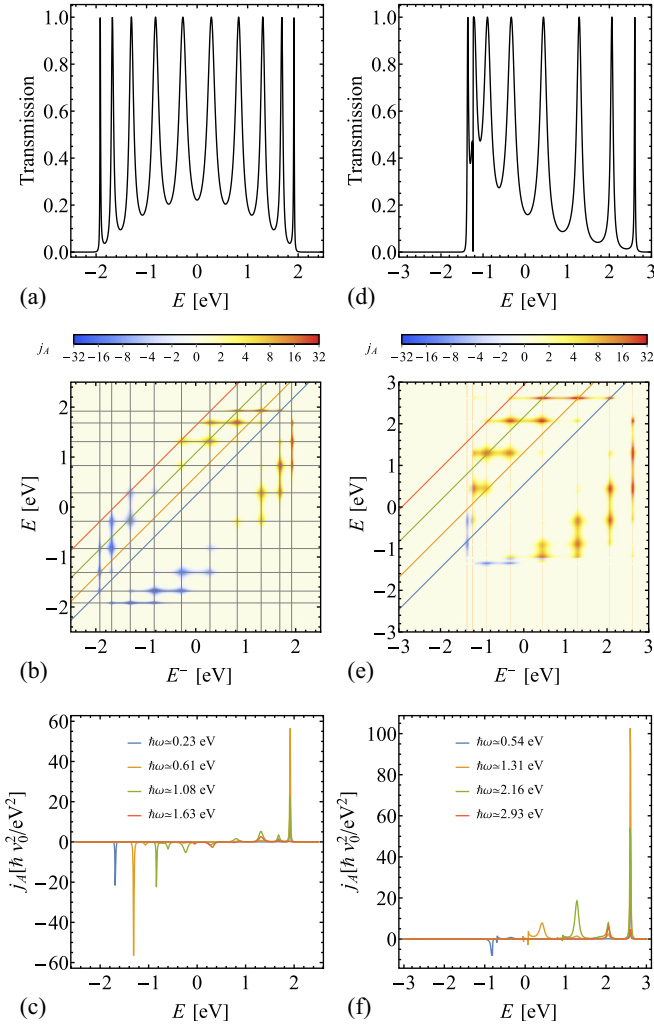 1.0
0.8
0.6
0.4
0.2
0.0
Transmission
−2 −1 0 1 2
(a) E [eV]
1.0
0.8
0.6
0.4
0.2
0.0
Transmission
−3 −2 −1 0 1 2 3
(d) E [eV]
j_A
−32 −16 −8 −4 −2 0 2 4 8 16 32
2
1
0
−1
−2
E [eV]
−2 −1 0 1 2
(b) E⁻ [eV]
j_A
−32 −16 −8 −4 −2 0 2 4 8 16 32
3
2
1
0
−1
−2
−3
E [eV]
−3 −2 −1 0 1 2 3
(e) E⁻ [eV]
60
40
20
0
−20
−40
−60
j_A[ℏ v₀²/eV²]
ℏω≃0.23 eV
ℏω≃0.61 eV
ℏω≃1.08 eV
ℏω≃1.63 eV
−2 −1 0 1 2
(c) E [eV]
100
80
60
40
20
0
j_A[ℏ v₀²/eV²]
ℏω≃0.54 eV
ℏω≃1.31 eV
ℏω≃2.16 eV
ℏω≃2.93 eV
−3 −2 −1 0 1 2 3
(f) E [eV]